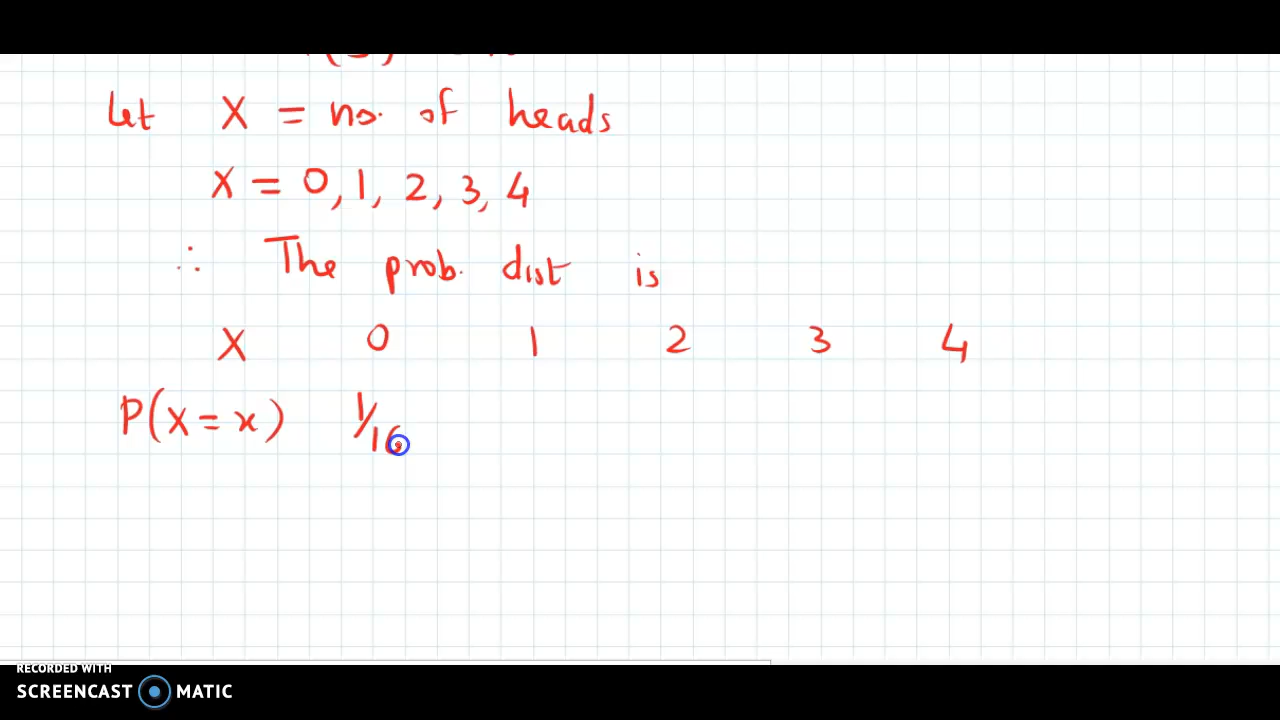 Let X = no. of heads
X = 0, 1, 2, 3, 4
∴ The prob. dist is
X 0 1 2 3 4
P(X = x) 1/16
RECORDED WITH
SCREENCAST MATIC